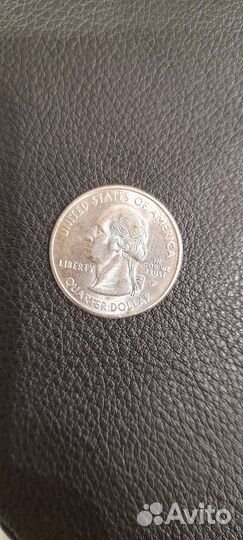 UNITED STATES OF AMERICA
LIBERTY
IN
GOD WE
TRUST
QUARTER DOLLAR
Avito